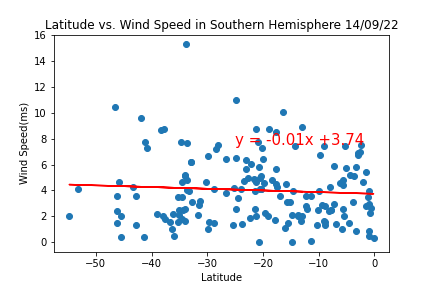 Latitude vs. Wind Speed in Southern Hemisphere 14/09/22
16
14
12
10
8
6
4
2
0
Wind Speed(ms)
y = -0.01x +3.74
−50 −40 −30 −20 −10 0
Latitude